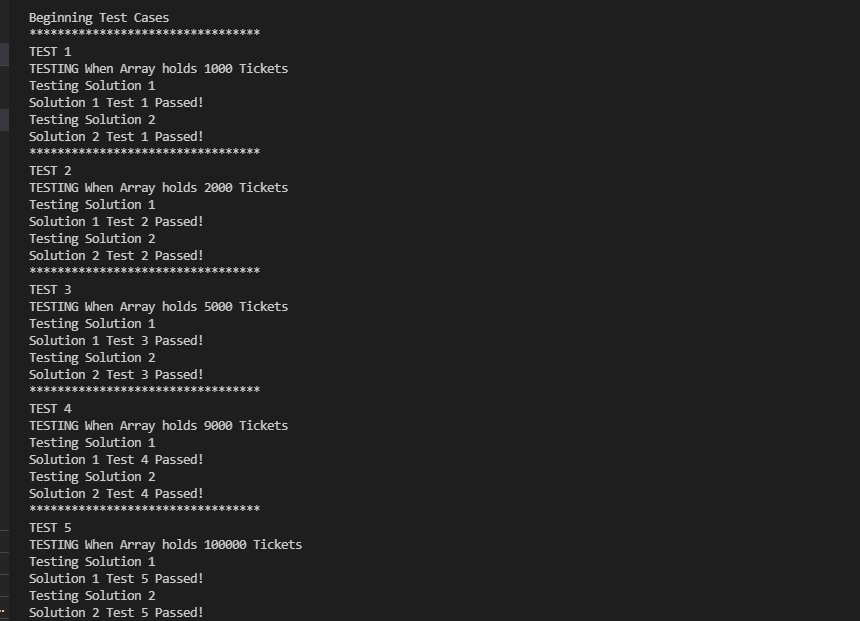 Beginning Test Cases
*********************************
TEST 1
TESTING When Array holds 1000 Tickets
Testing Solution 1
Solution 1 Test 1 Passed!
Testing Solution 2
Solution 2 Test 1 Passed!
*********************************
TEST 2
TESTING When Array holds 2000 Tickets
Testing Solution 1
Solution 1 Test 2 Passed!
Testing Solution 2
Solution 2 Test 2 Passed!
*********************************
TEST 3
TESTING When Array holds 5000 Tickets
Testing Solution 1
Solution 1 Test 3 Passed!
Testing Solution 2
Solution 2 Test 3 Passed!
*********************************
TEST 4
TESTING When Array holds 9000 Tickets
Testing Solution 1
Solution 1 Test 4 Passed!
Testing Solution 2
Solution 2 Test 4 Passed!
*********************************
TEST 5
TESTING When Array holds 100000 Tickets
Testing Solution 1
Solution 1 Test 5 Passed!
Testing Solution 2
Solution 2 Test 5 Passed!